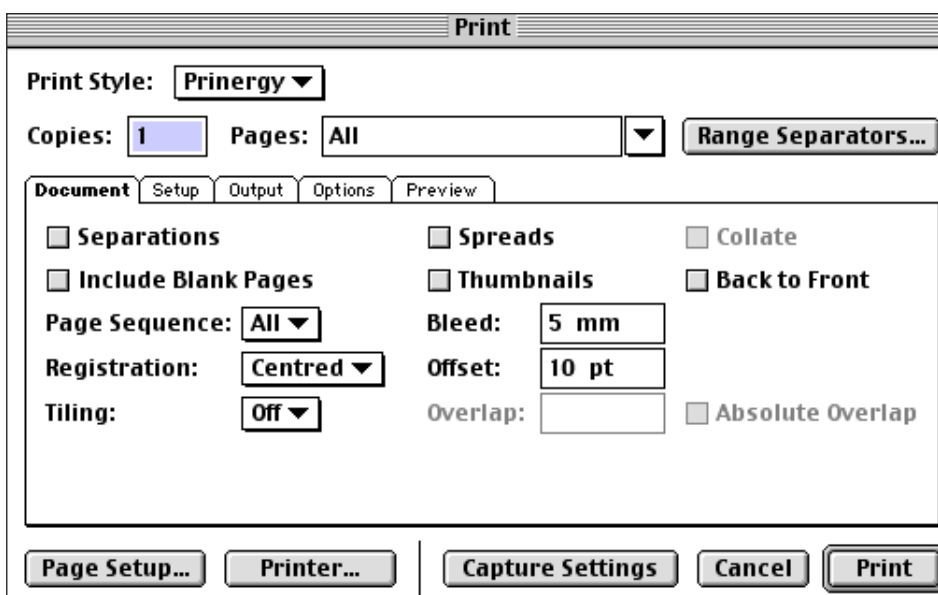 Print
Print Style: Prinergy
Copies: 1 Pages: All Range Separators...
Document Setup Output Options Preview
Separations Spreads Collate
Include Blank Pages Thumbnails Back to Front
Page Sequence: All Bleed: 5 mm
Registration: Centred Offset: 10 pt
Tiling: Off Overlap: Absolute Overlap
Page Setup... Printer... Capture Settings Cancel Print